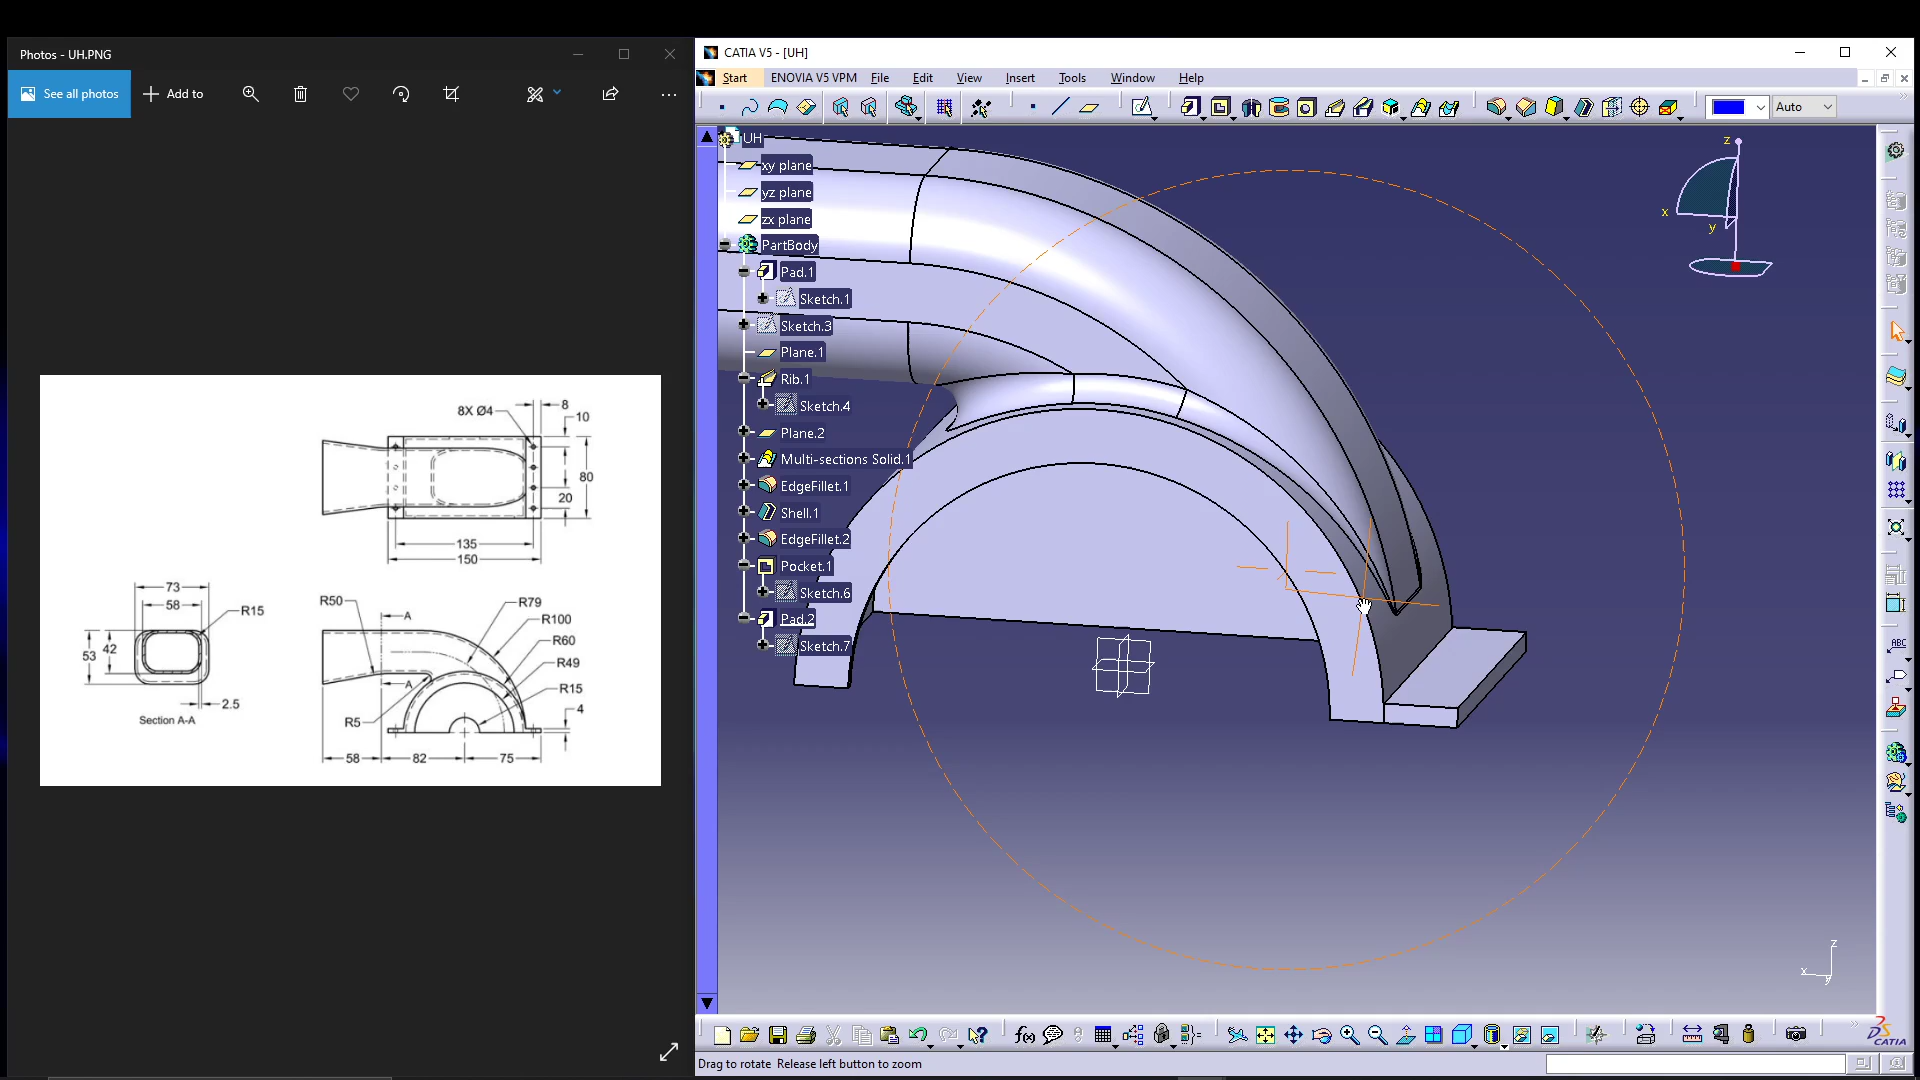 Photos - UH.PNG
See all photos
Add to
8X Ø4
8
10
80
20
135
150
73
58
R15
53
42
2.5
Section A-A
R50
A
A
R79
R100
R60
R49
R15
4
R5
58
82
75
CATIA V5 - [UH]
Start ENOVIA V5 VPM File Edit View Insert Tools Window Help
Auto
UH
xy plane
yz plane
zx plane
PartBody
Pad.1
Sketch.1
Sketch.3
Plane.1
Rib.1
Sketch.4
Plane.2
Multi-sections Solid.1
EdgeFillet.1
Shell.1
EdgeFillet.2
Pocket.1
Sketch.6
Pad.2
Sketch.7
z
x
y
z
x
y
ABC
f(x)
CATIA
Drag to rotate Release left button to zoom